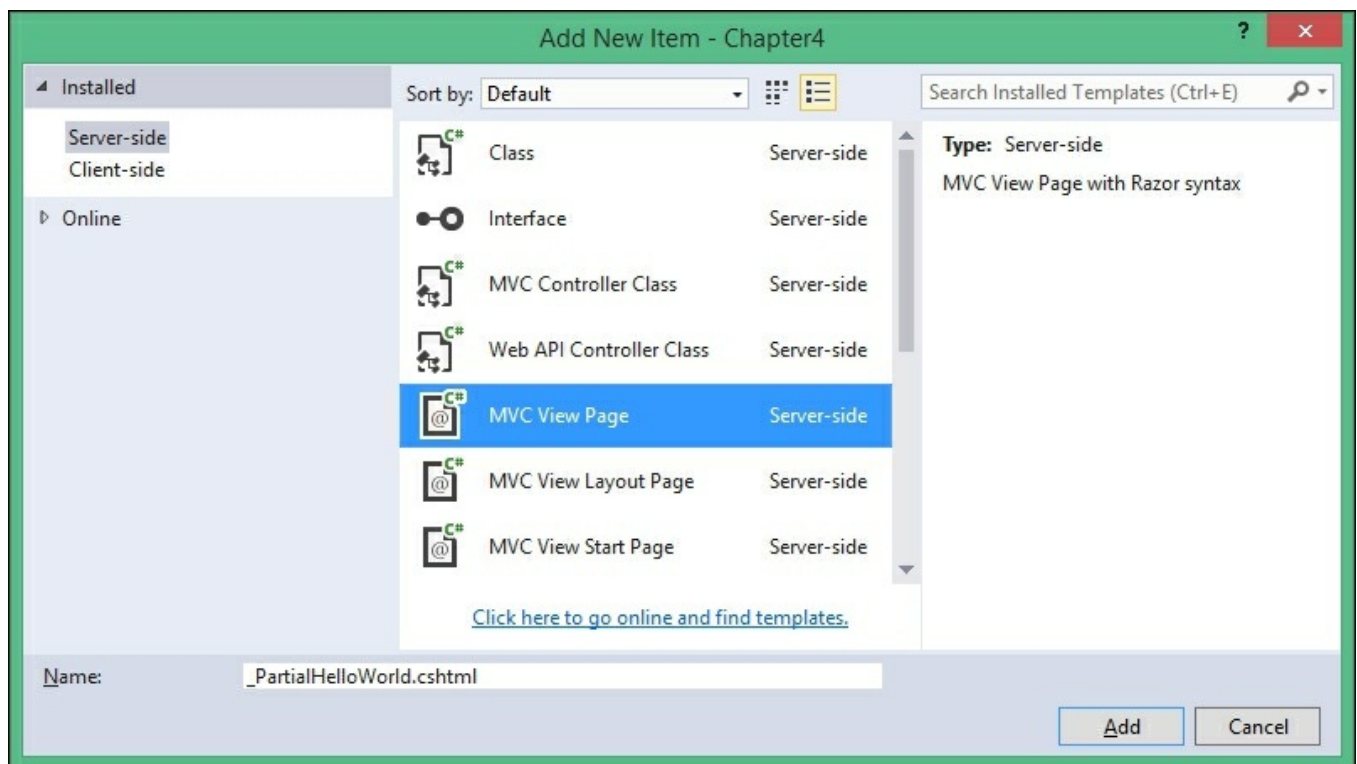 Add New Item - Chapter4
?
Installed
Server-side
Client-side
Online
Sort by: Default
Search Installed Templates (Ctrl+E)
C# Class Server-side
Interface Server-side
C# MVC Controller Class Server-side
C# Web API Controller Class Server-side
C# @ MVC View Page Server-side
C# @ MVC View Layout Page Server-side
C# @ MVC View Start Page Server-side
Click here to go online and find templates.
Type: Server-side
MVC View Page with Razor syntax
Name: _PartialHelloWorld.cshtml
Add Cancel